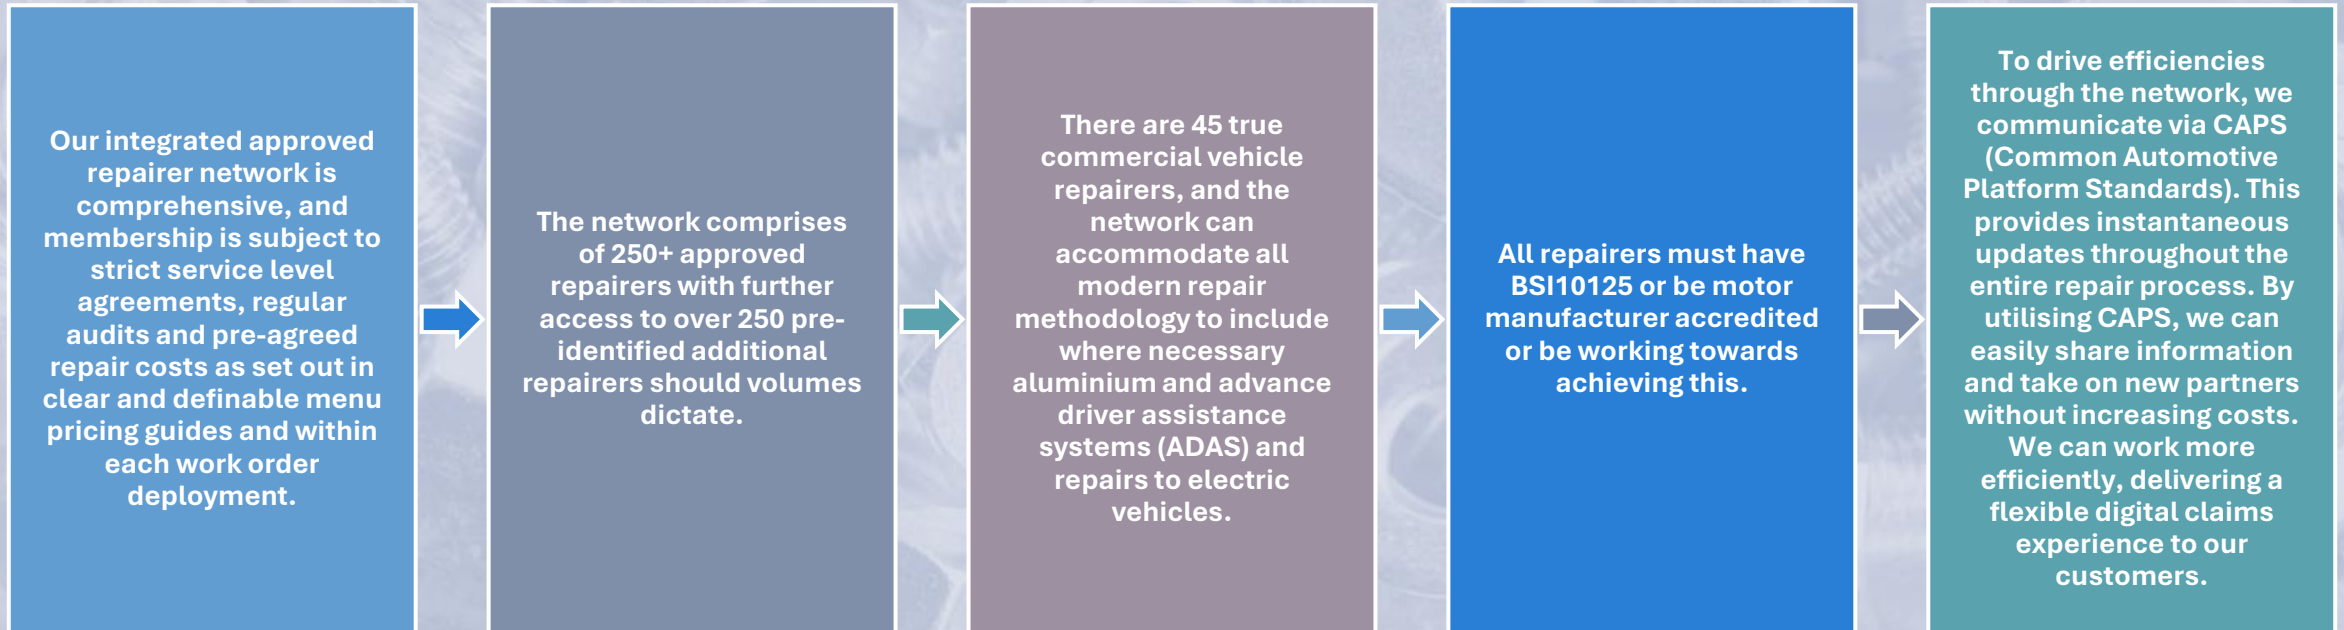 Our integrated approved
repairer network is
comprehensive, and
membership is subject to
strict service level
agreements, regular
audits and pre-agreed
repair costs as set out in
clear and definable menu
pricing guides and within
each work order
deployment.
The network comprises
of 250+ approved
repairers with further
access to over 250 pre-
identified additional
repairers should volumes
dictate.
There are 45 true
commercial vehicle
repairers, and the
network can
accommodate all
modern repair
methodology to include
where necessary
aluminium and advance
driver assistance
systems (ADAS) and
repairs to electric
vehicles.
All repairers must have
BSI10125 or be motor
manufacturer accredited
or be working towards
achieving this.
To drive efficiencies
through the network, we
communicate via CAPS
(Common Automotive
Platform Standards). This
provides instantaneous
updates throughout the
entire repair process. By
utilising CAPS, we can
easily share information
and take on new partners
without increasing costs.
We can work more
efficiently, delivering a
flexible digital claims
experience to our
customers.